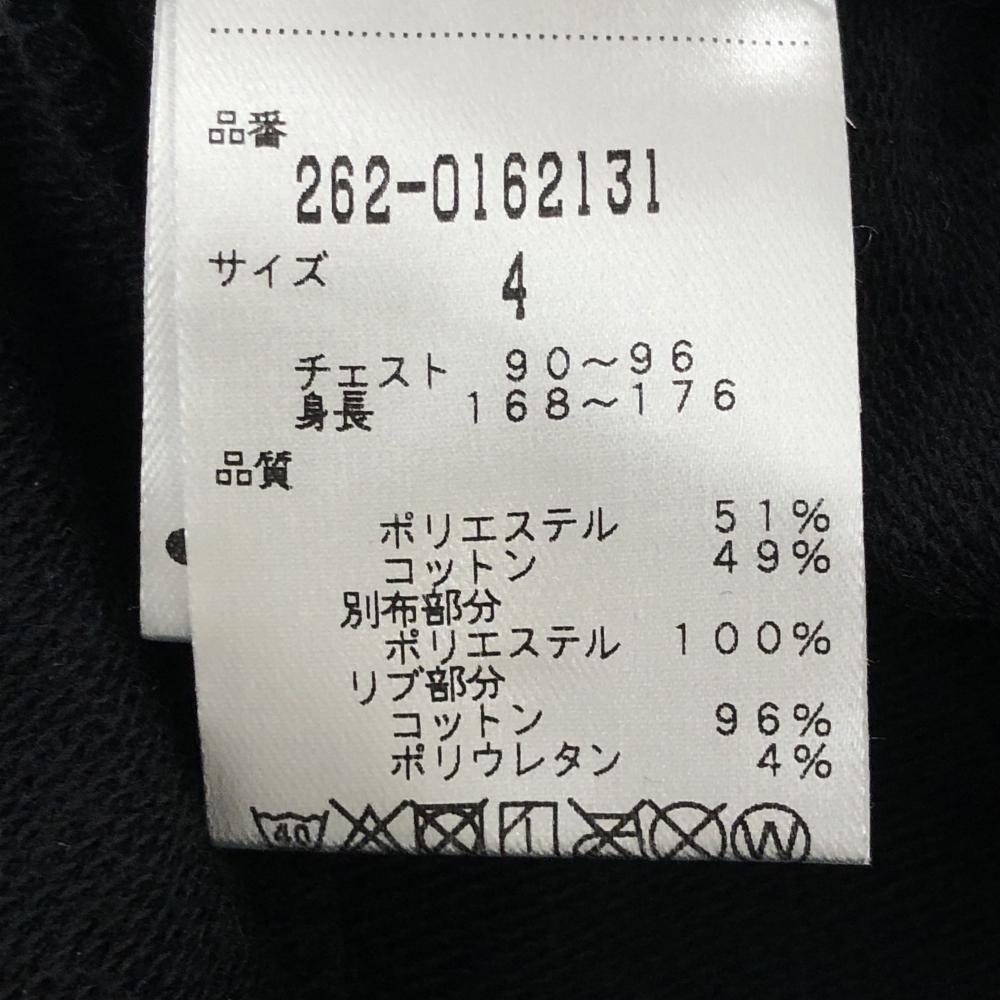 品番
262-0162131
サイズ 4
チェスト 90～96
身長 168～176
品質
ポリエステル 51%
コットン 49%
別布部分
ポリエステル 100%
リブ部分
コットン 96%
ポリウレタン 4%
40 W